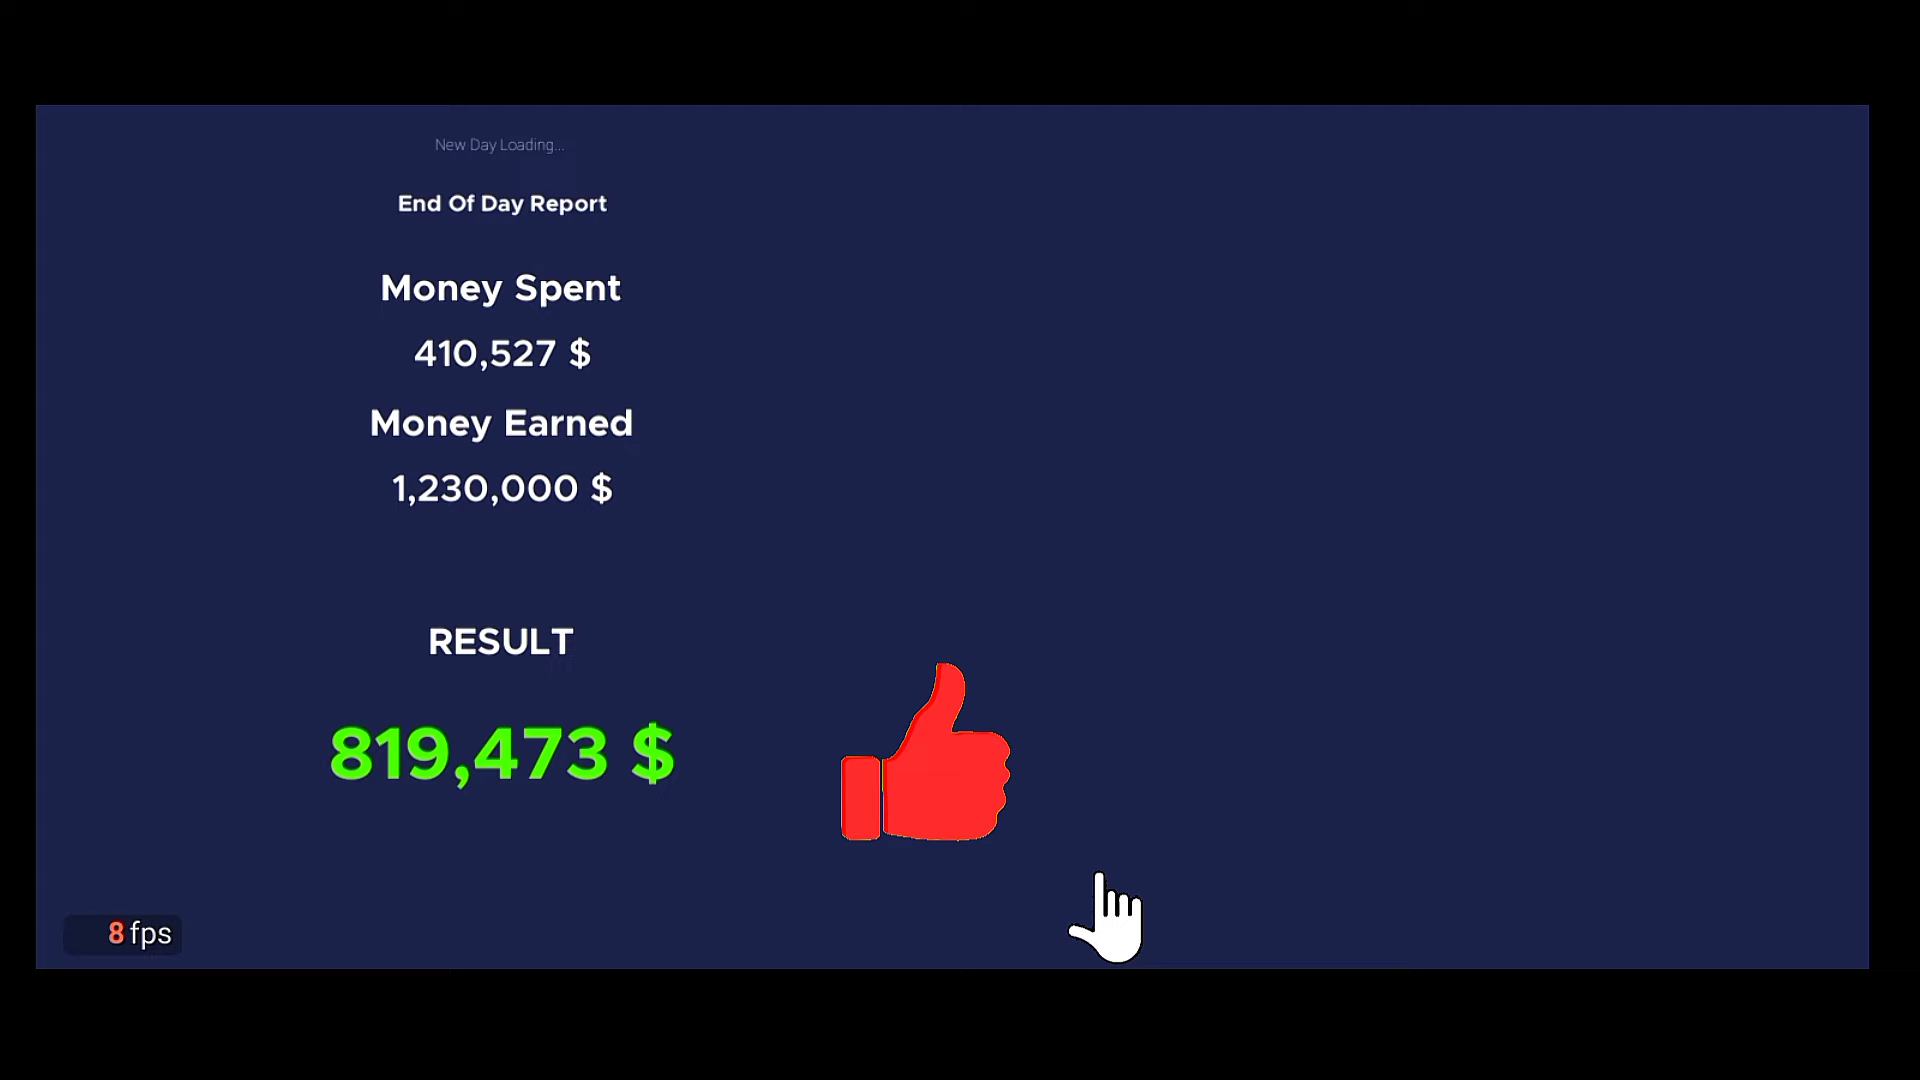 New Day Loading...
End Of Day Report
Money Spent
410,527 $
Money Earned
1,230,000 $
RESULT
819,473 $
8 fps